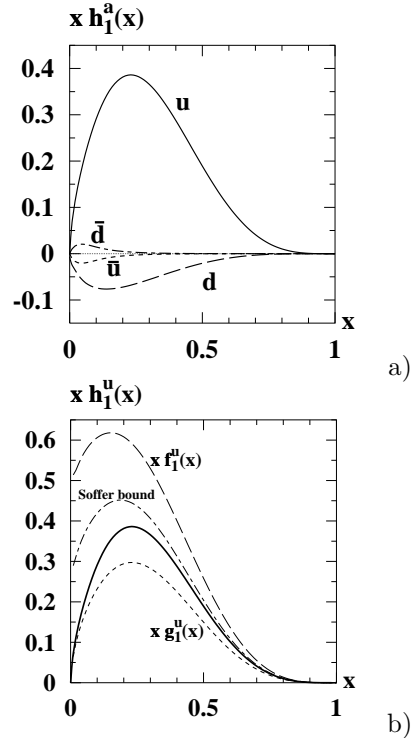 x h₁ᵃ(x)
0.4
0.3
0.2
0.1
0
-0.1
u
d̄
ū
d
x
0 0.5 1
a)
x h₁ᵘ(x)
0.6
0.5
0.4
0.3
0.2
0.1
0
x f₁ᵘ(x)
Soffer bound
x g₁ᵘ(x)
x
0 0.5 1
b)